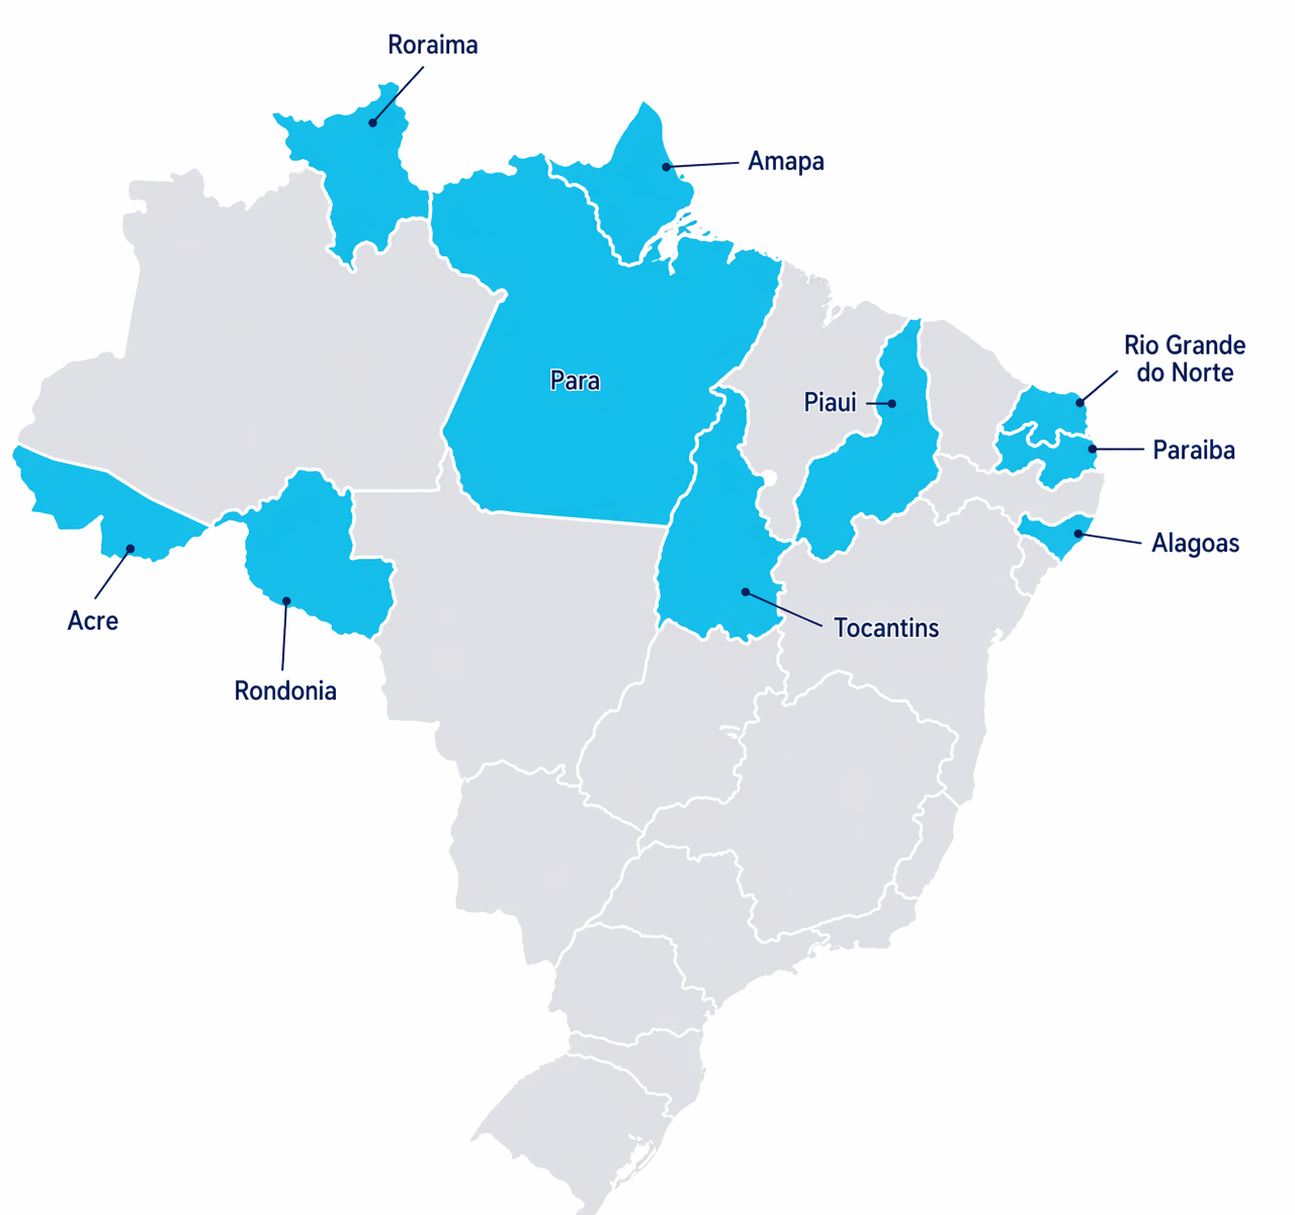 Roraima
Amapa
Rio Grande
do Norte
Para
Piaui
Paraiba
Alagoas
Acre
Tocantins
Rondonia